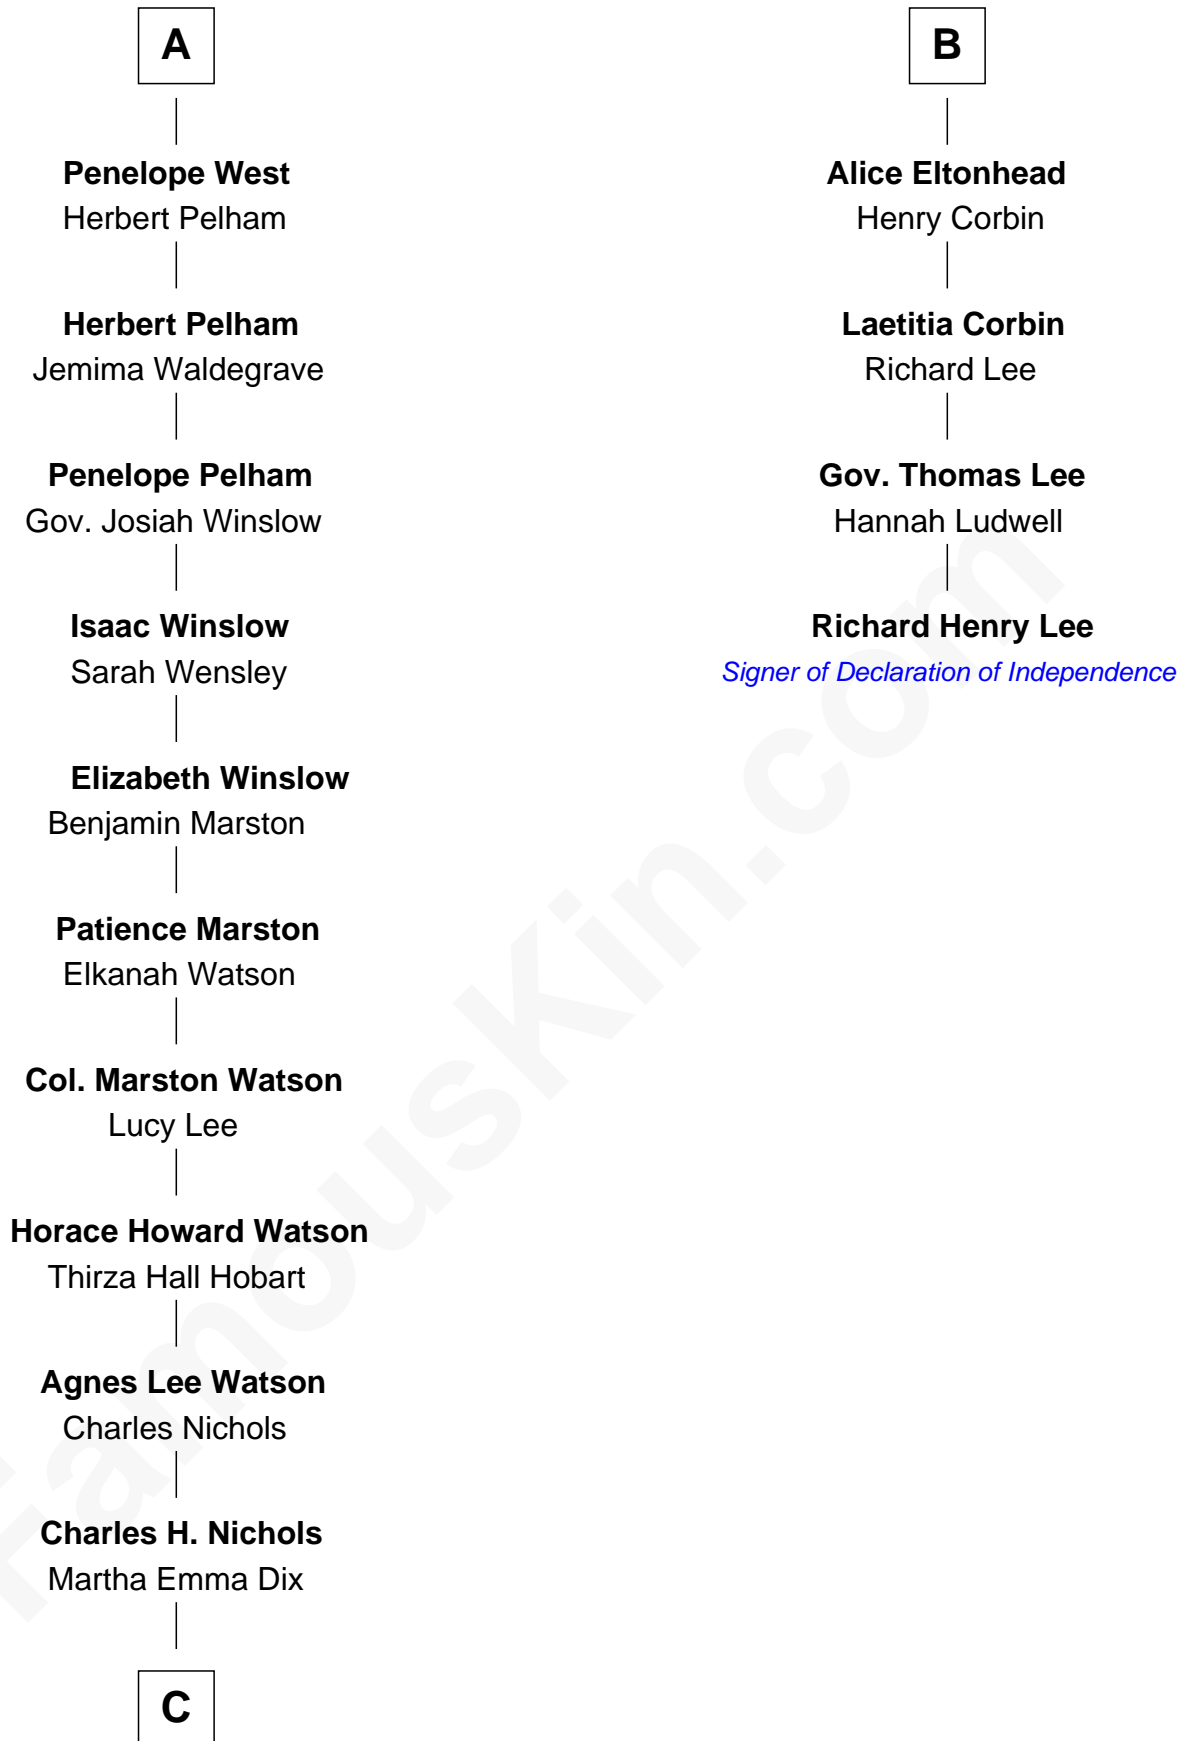 A
Penelope West
Herbert Pelham
Herbert Pelham
Jemima Waldegrave
Penelope Pelham
Gov. Josiah Winslow
Isaac Winslow
Sarah Wensley
Elizabeth Winslow
Benjamin Marston
Patience Marston
Elkanah Watson
Col. Marston Watson
Lucy Lee
Horace Howard Watson
Thirza Hall Hobart
Agnes Lee Watson
Charles Nichols
Charles H. Nichols
Martha Emma Dix
C
B
Alice Eltonhead
Henry Corbin
Laetitia Corbin
Richard Lee
Gov. Thomas Lee
Hannah Ludwell
Richard Henry Lee
Signer of Declaration of Independence
FamousKin.com